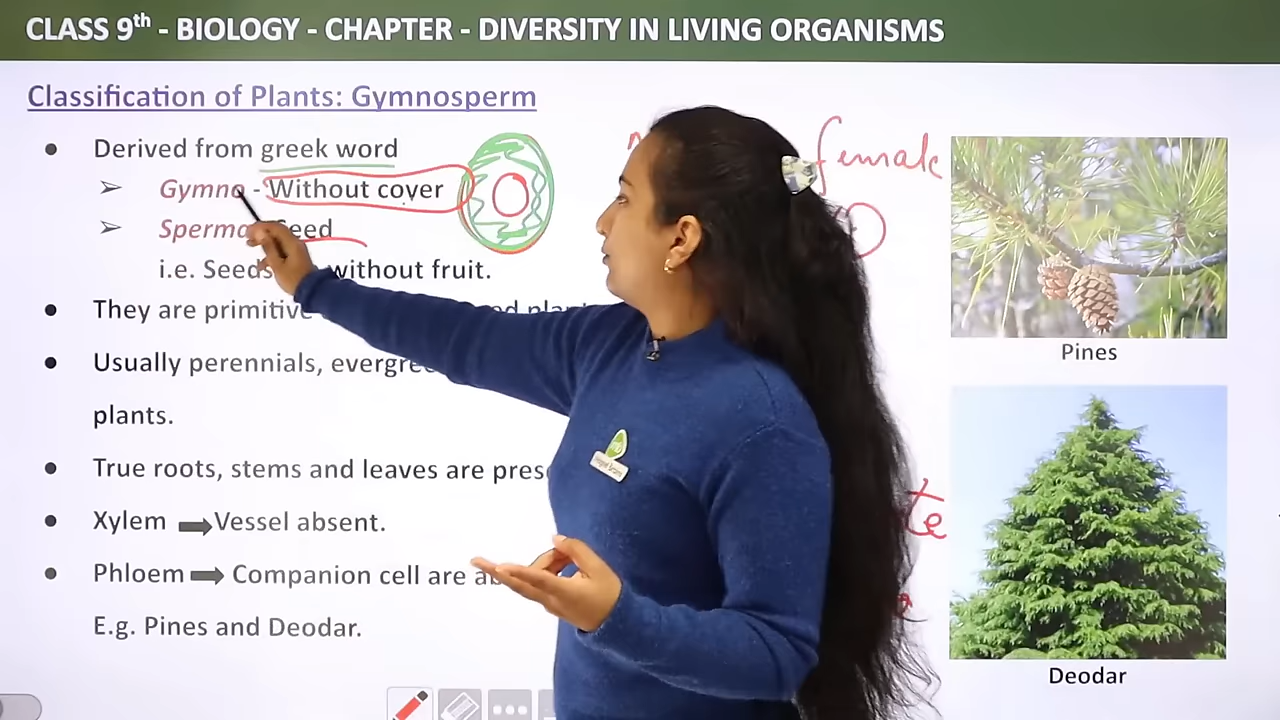 CLASS 9th - BIOLOGY - CHAPTER - DIVERSITY IN LIVING ORGANISMS
Classification of Plants: Gymnosperm
• Derived from greek word
➢ Gymno - Without cover
➢ Sperma Seed
i.e. Seeds without fruit.
• They are primitive
• Usually perennials,
plants.
• True roots, stems and leaves are
• Xylem ➡ Vessel absent.
• Phloem ➡ Companion cell are
E.g. Pines and Deodar.
female
Pines
Deodar